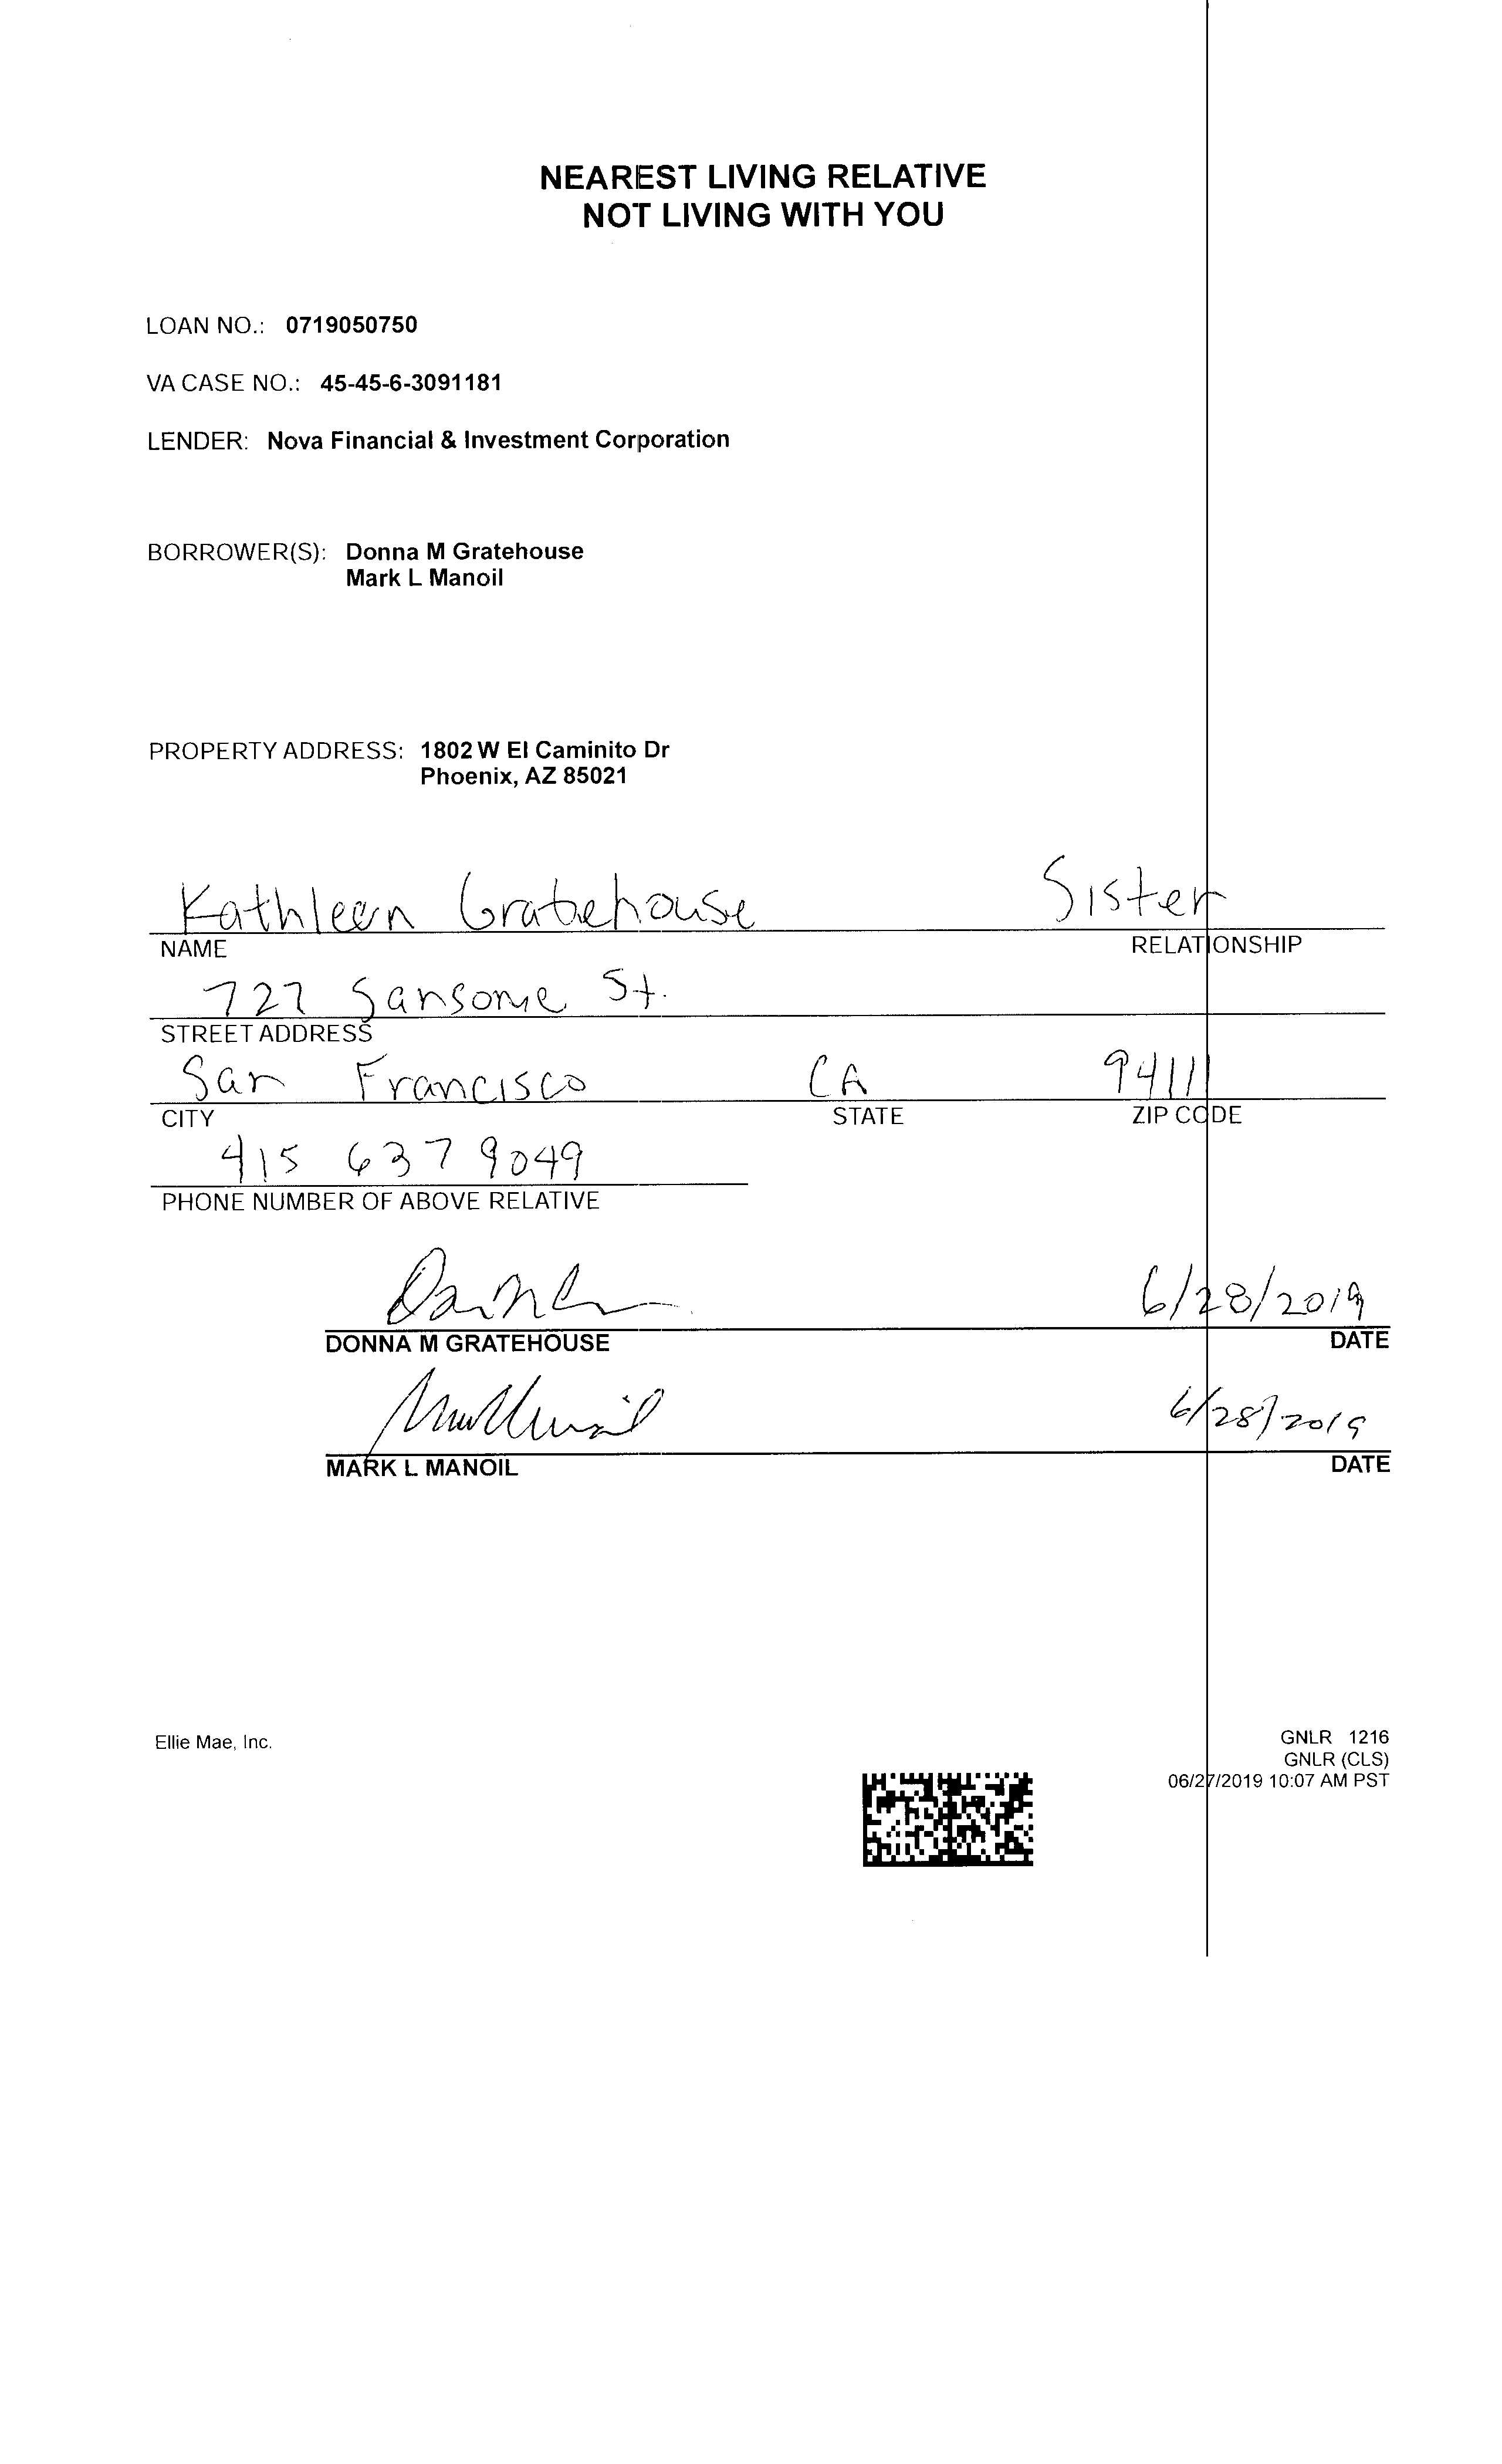 NEAREST LIVING RELATIVE
NOT LIVING WITH YOU
LOAN NO.: 0719050750
VA CASE NO.: 45-45-6-3091181
LENDER: Nova Financial & Investment Corporation
BORROWER(S): Donna M Gratehouse
Mark L Manoil
PROPERTY ADDRESS: 1802 W El Caminito Dr
Phoenix, AZ 85021
Kathleen Gratehouse Sister
NAME RELATIONSHIP
727 Sansome St.
STREET ADDRESS
San Francisco CA 94111
CITY STATE ZIP CODE
415 637 9049
PHONE NUMBER OF ABOVE RELATIVE
6/28/2019
DONNA M GRATEHOUSE DATE
6/28/2019
MARK L MANOIL DATE
Ellie Mae, Inc. GNLR 1216
GNLR (CLS)
06/27/2019 10:07 AM PST